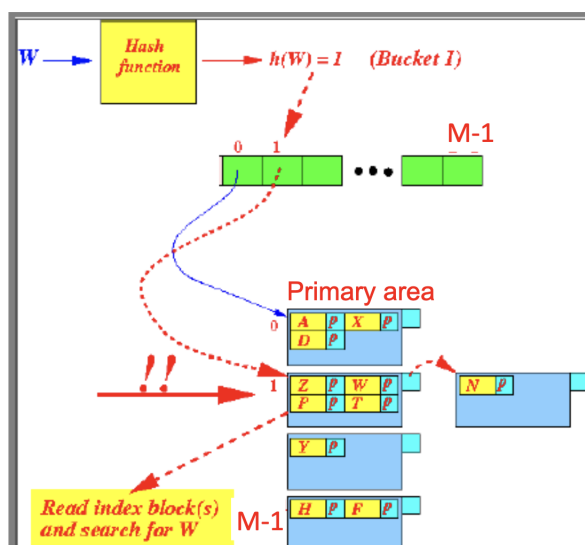 Hash
W
function
h(W) = 1 (Bucket 1)
0 1
M-1
Primary area
0
A p X p
D p
!!
1
Z p W p
P p T p
N p
Y p
Read index block(s)
and search for W
M-1
H p F p